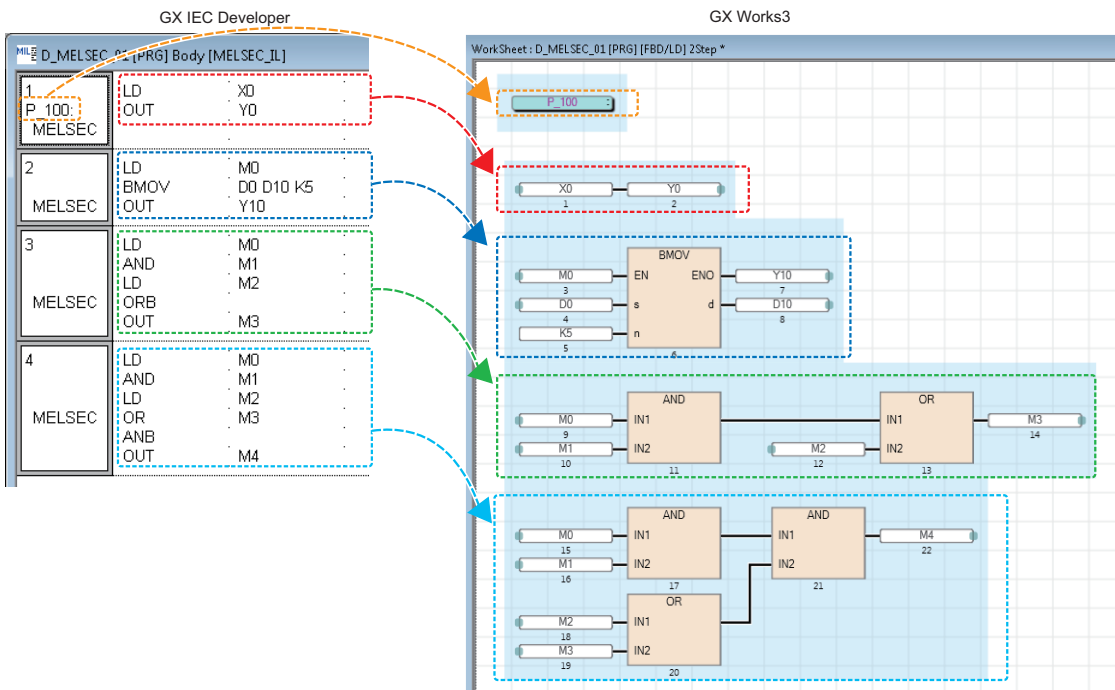 GX IEC Developer
GX Works3
MIL D_MELSEC_01 [PRG] Body [MELSEC_IL]
1
P_100:
MELSEC
LD X0
OUT Y0
2
MELSEC
LD M0
BMOV D0 D10 K5
OUT Y10
3
MELSEC
LD M0
AND M1
LD M2
ORB
OUT M3
4
MELSEC
LD M0
AND M1
LD M2
OR M3
ANB
OUT M4
WorkSheet : D_MELSEC_01 [PRG] [FBD/LD] 2Step *
P_100 :
X0 Y0
1 2
BMOV
M0 EN ENO Y10
3 7
D0 s d D10
4 8
K5 n
5 6
AND OR
M0 IN1 IN1 M3
9 14
M1 IN2 M2 IN2
10 11 12 13
AND AND
M0 IN1 IN1 M4
15 22
M1 IN2 IN2
16 17 21
OR
M2 IN1
18
M3 IN2
19 20